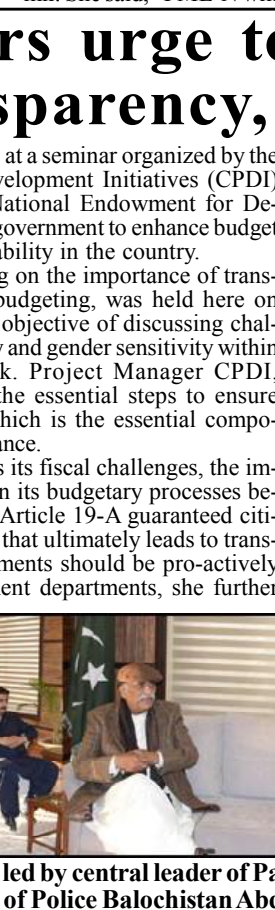 rs urge to
sparency,
at a seminar organized by the
velopment Initiatives (CPDI)
National Endowment for De-
government to enhance budget
ability in the country.
g on the importance of trans-
budgeting, was held here on
objective of discussing chal-
y and gender sensitivity within
k. Project Manager CPDI,
the essential steps to ensure
hich is the essential compo-
ance.
s its fiscal challenges, the im-
n its budgetary processes be-
Article 19-A guaranteed citi-
that ultimately leads to trans-
ments should be pro-actively
ent departments, she further
led by central leader of Pa
of Police Balochistan Abd